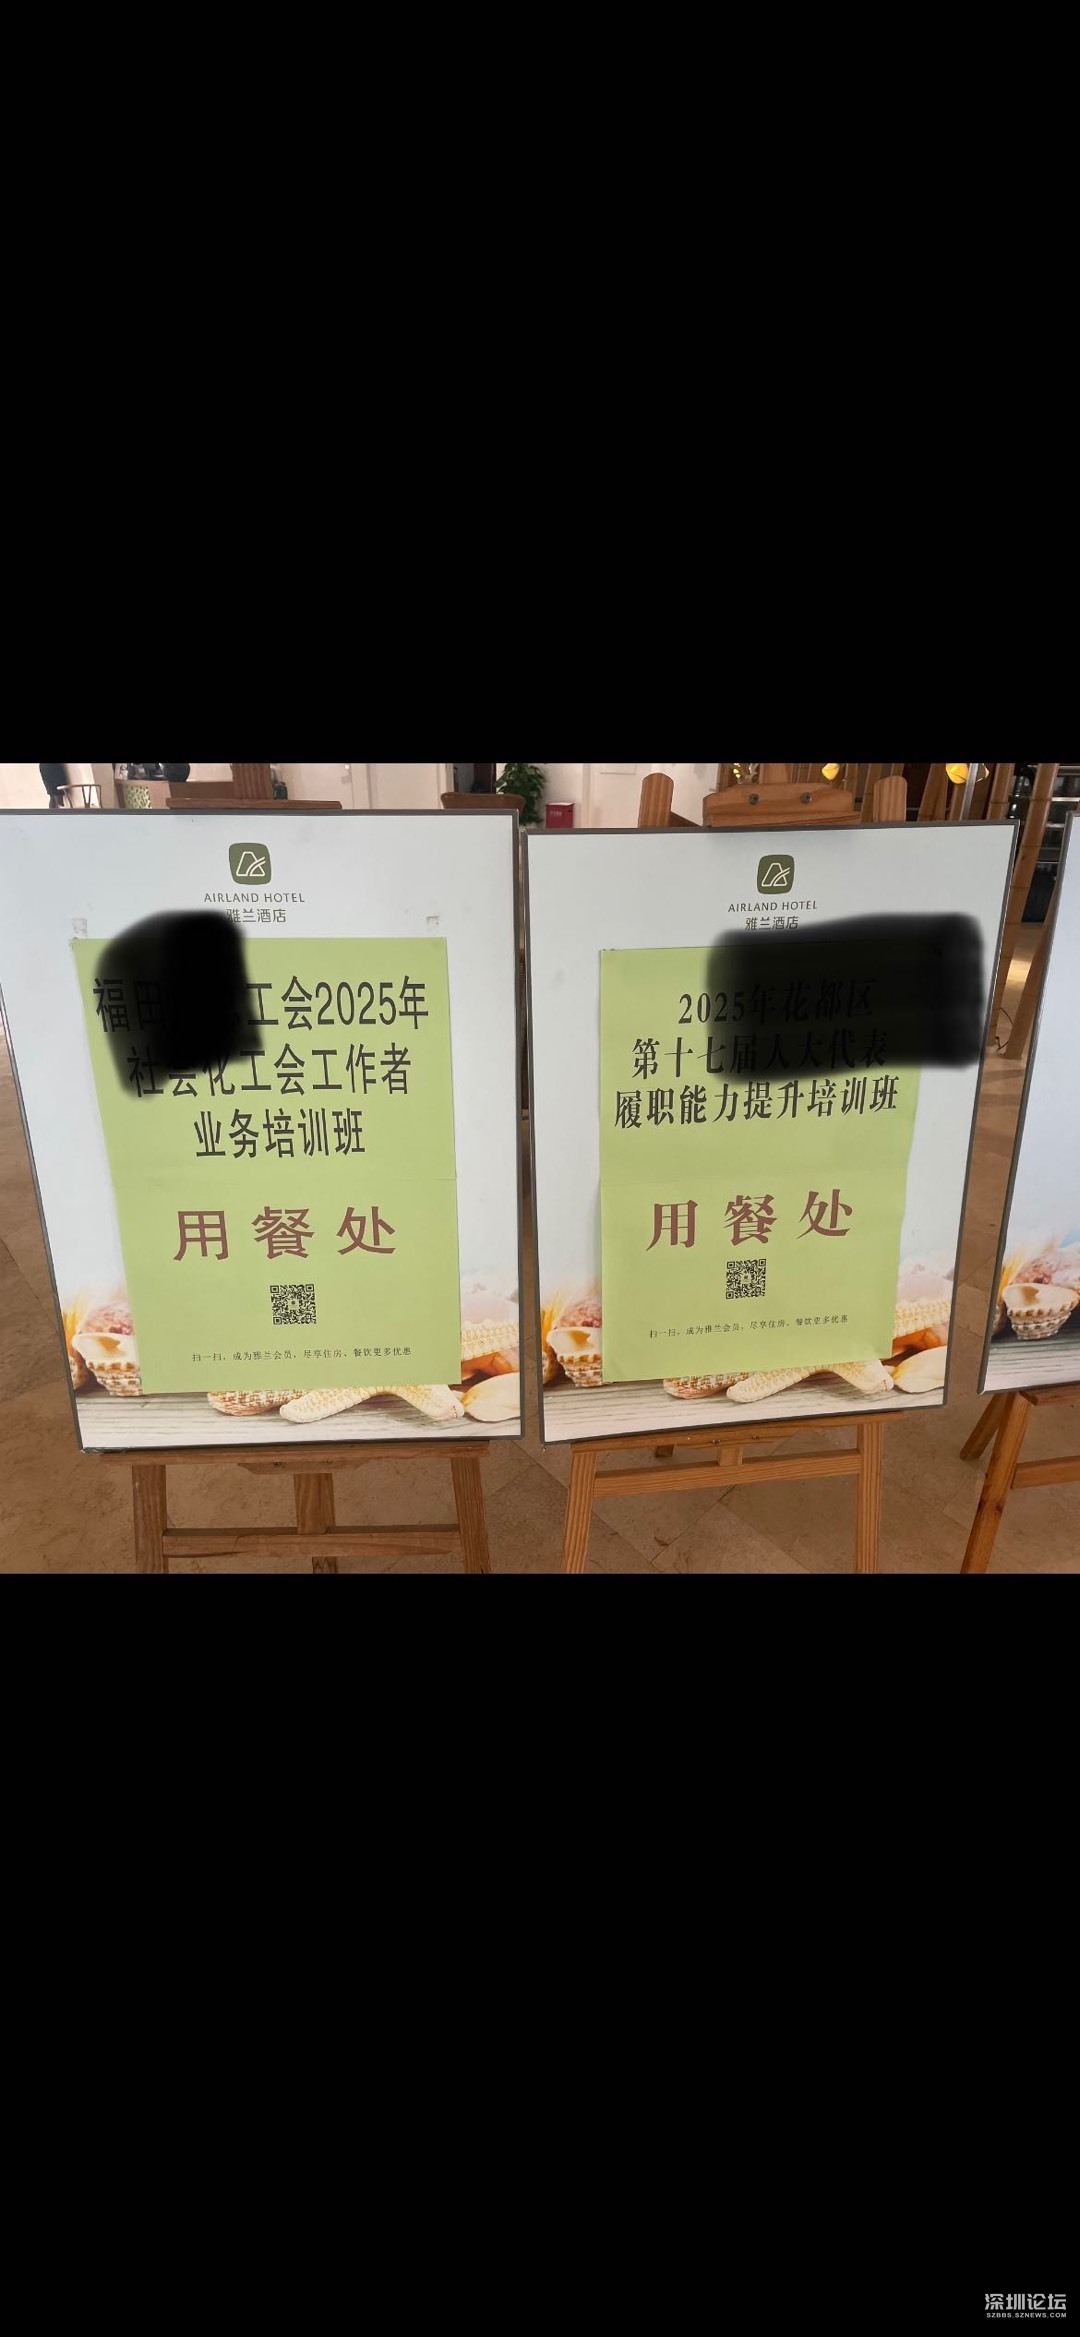 AIRLAND HOTEL
雅兰酒店
福田 工会2025年
社会化工会工作者
业务培训班
用餐处
扫一扫，成为雅兰会员，尽享住房、餐饮更多优惠
AIRLAND HOTEL
雅兰酒店
2025年花都区
第十七届人大代表
履职能力提升培训班
用餐处
扫一扫，成为雅兰会员，尽享住房、餐饮更多优惠
深圳论坛
SZBBS.SZNEWS.COM